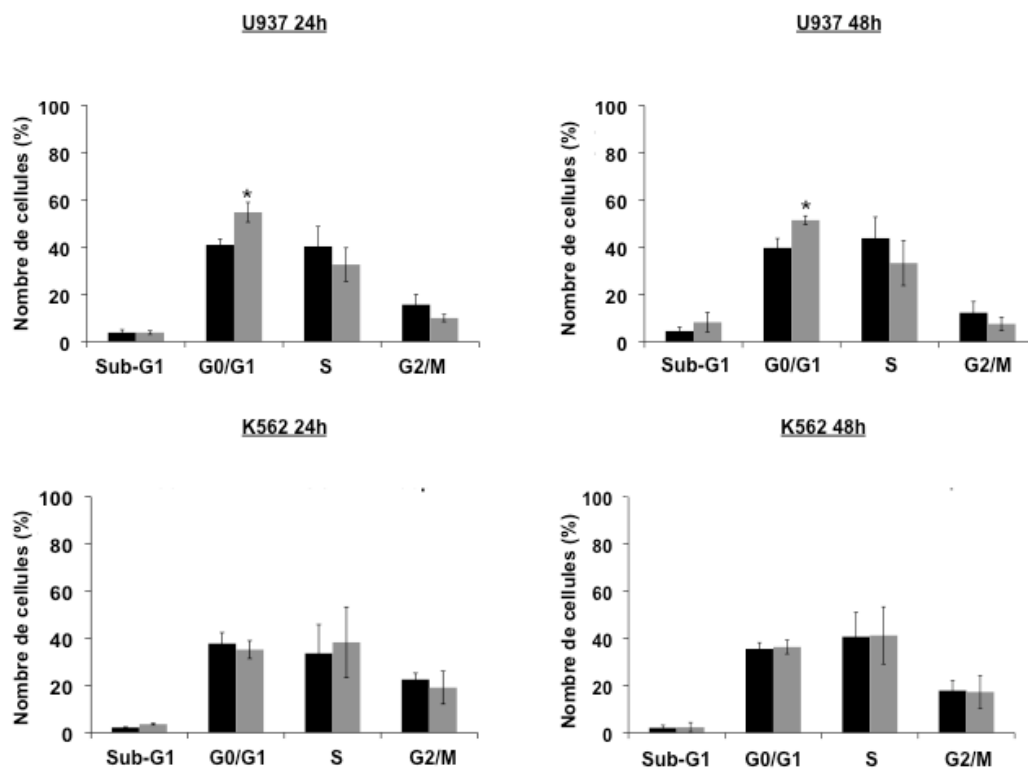 U937 24h
U937 48h
Nombre de cellules (%)
100
80
60
40
20
0
*
Sub-G1 G0/G1 S G2/M
Nombre de cellules (%)
100
80
60
40
20
0
*
Sub-G1 G0/G1 S G2/M
K562 24h
K562 48h
Nombre de cellules (%)
100
80
60
40
20
0
Sub-G1 G0/G1 S G2/M
Nombre de cellules (%)
100
80
60
40
20
0
Sub-G1 G0/G1 S G2/M